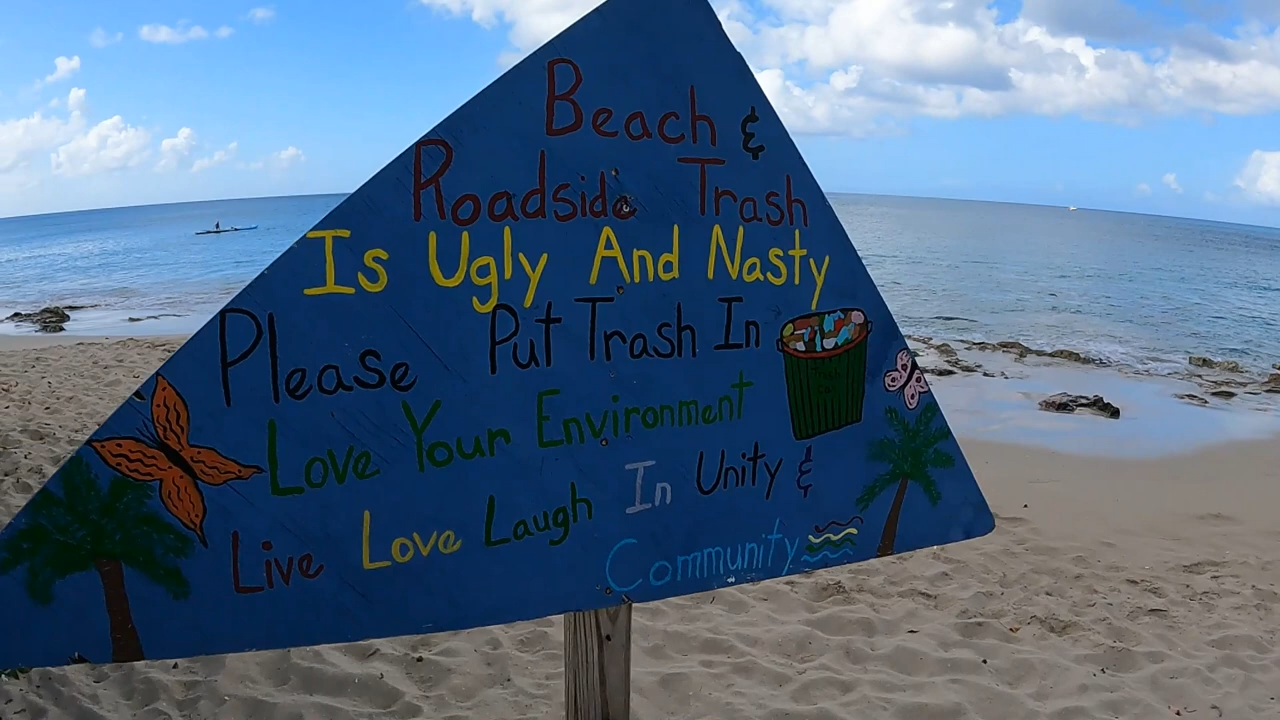 Beach &
Roadside Trash
Is Ugly And Nasty
Please Put Trash In
Love Your Environment
Live Love Laugh In Unity &
Community